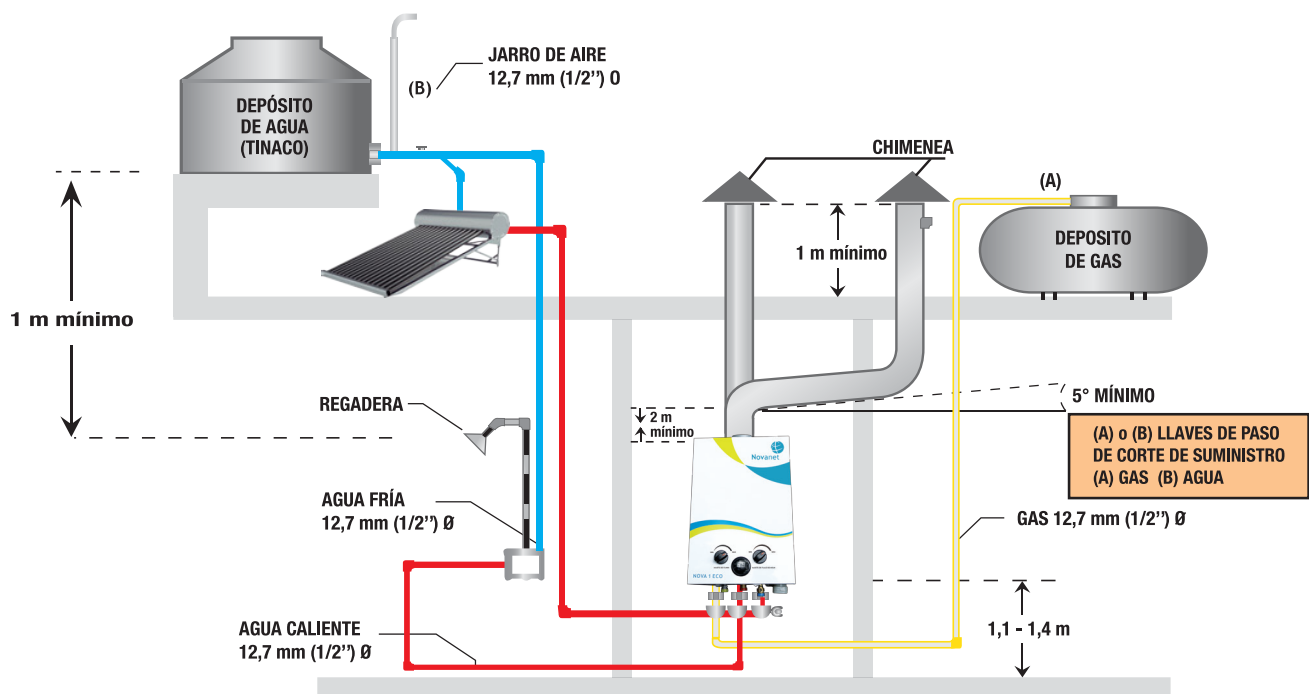 JARRO DE AIRE
12,7 mm (1/2’’) O
(B)
DEPÓSITO
DE AGUA
(TINACO)
CHIMENEA
(A)
DEPOSITO
DE GAS
1 m mínimo
1 m mínimo
REGADERA
2 m
mínimo
5° MÍNIMO
(A) o (B) LLAVES DE PASO
DE CORTE DE SUMINISTRO
(A) GAS (B) AGUA
Novanet
AGUA FRÍA
12,7 mm (1/2’’) Ø
GAS 12,7 mm (1/2’’) Ø
NOVA 1 ECO
AGUA CALIENTE
12,7 mm (1/2’’) Ø
1,1 - 1,4 m